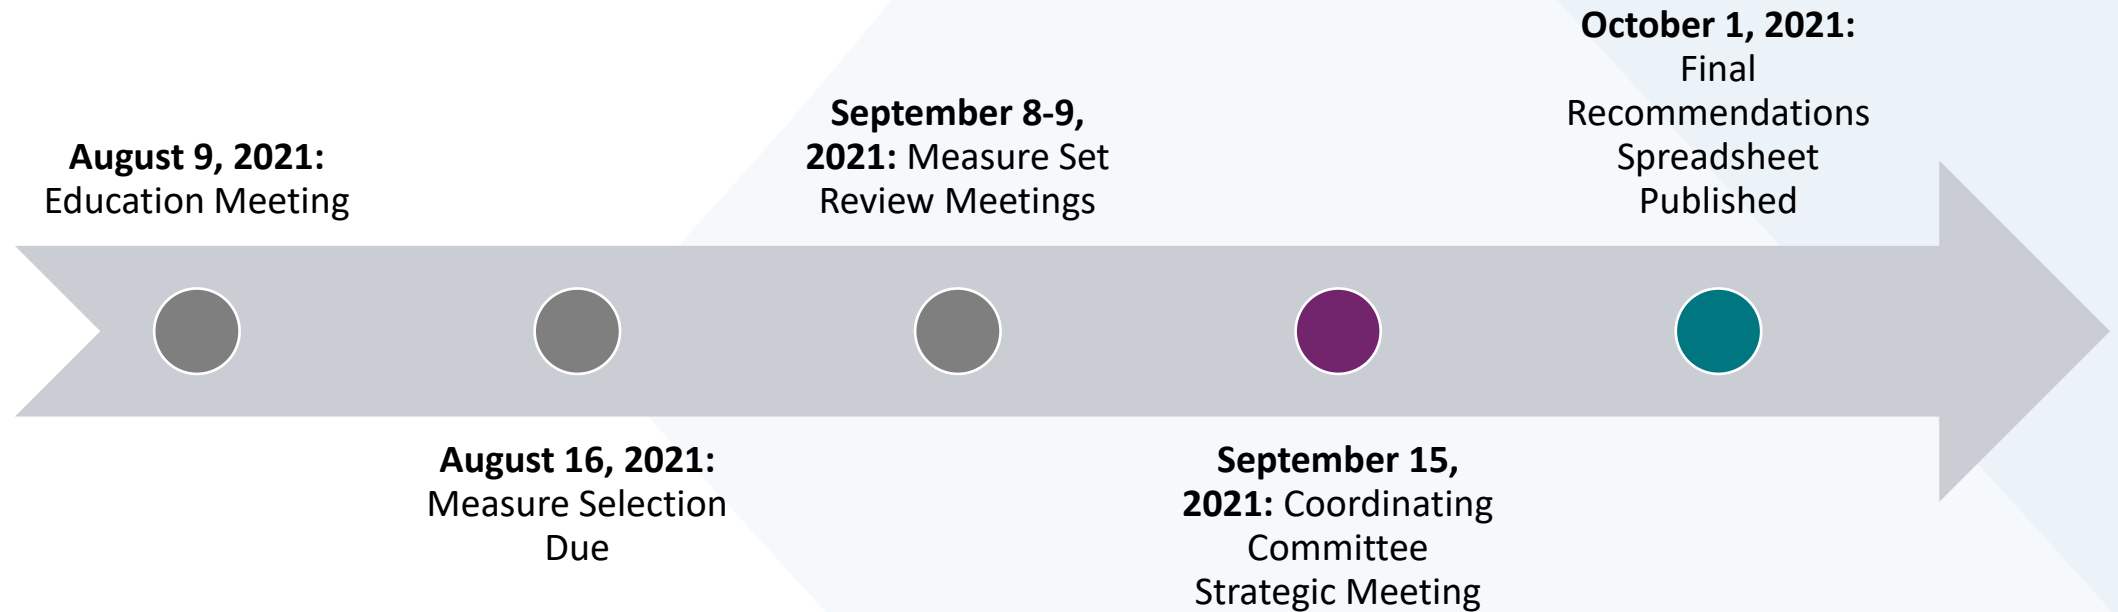 August 9, 2021:
Education Meeting
August 16, 2021:
Measure Selection
Due
September 8-9,
2021: Measure Set
Review Meetings
September 15,
2021: Coordinating
Committee
Strategic Meeting
October 1, 2021:
Final
Recommendations
Spreadsheet
Published